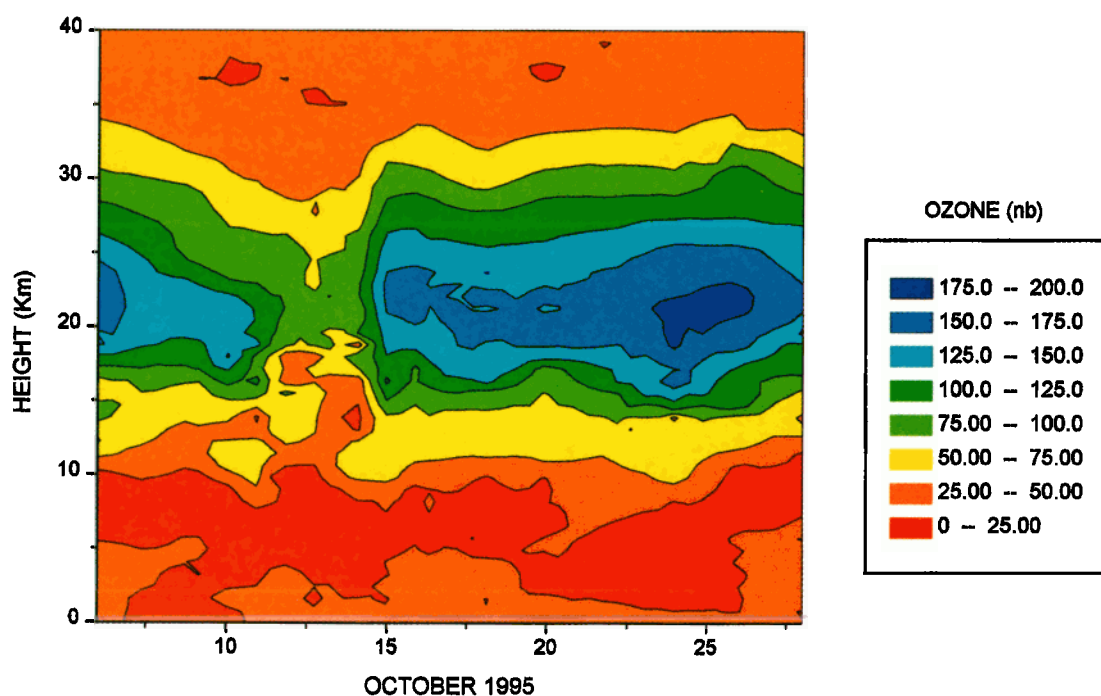 40
30
20
10
0
HEIGHT (Km)
10
15
20
25
OCTOBER 1995
OZONE (nb)
175.0 -- 200.0
150.0 -- 175.0
125.0 -- 150.0
100.0 -- 125.0
75.00 -- 100.0
50.00 -- 75.00
25.00 -- 50.00
0 -- 25.00